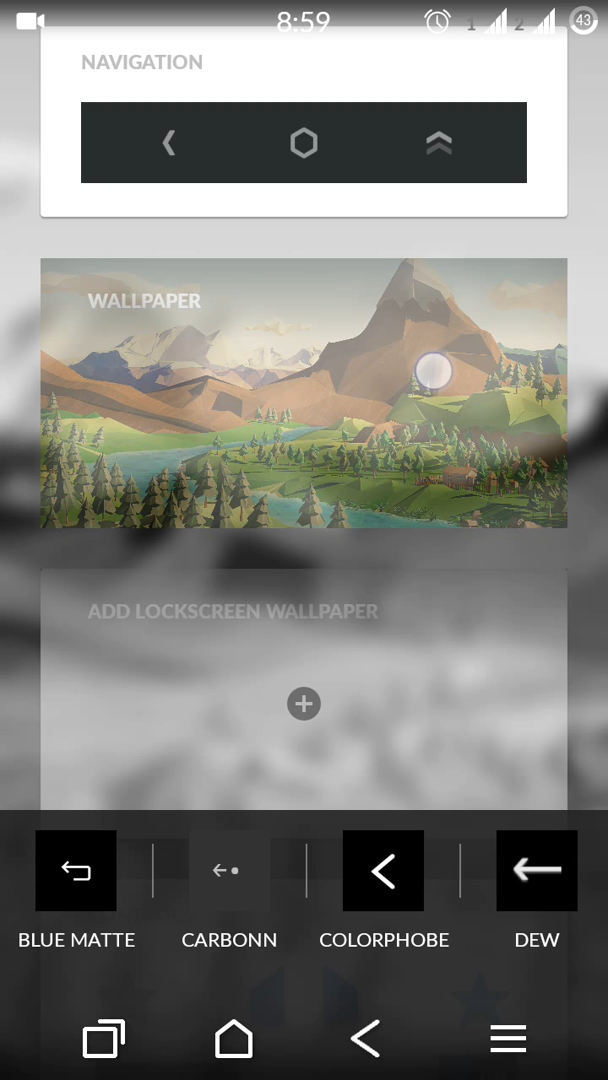 8:59
1
2
43
NAVIGATION
WALLPAPER
ADD LOCKSCREEN WALLPAPER
BLUE MATTE
CARBONN
COLORPHOBE
DEW